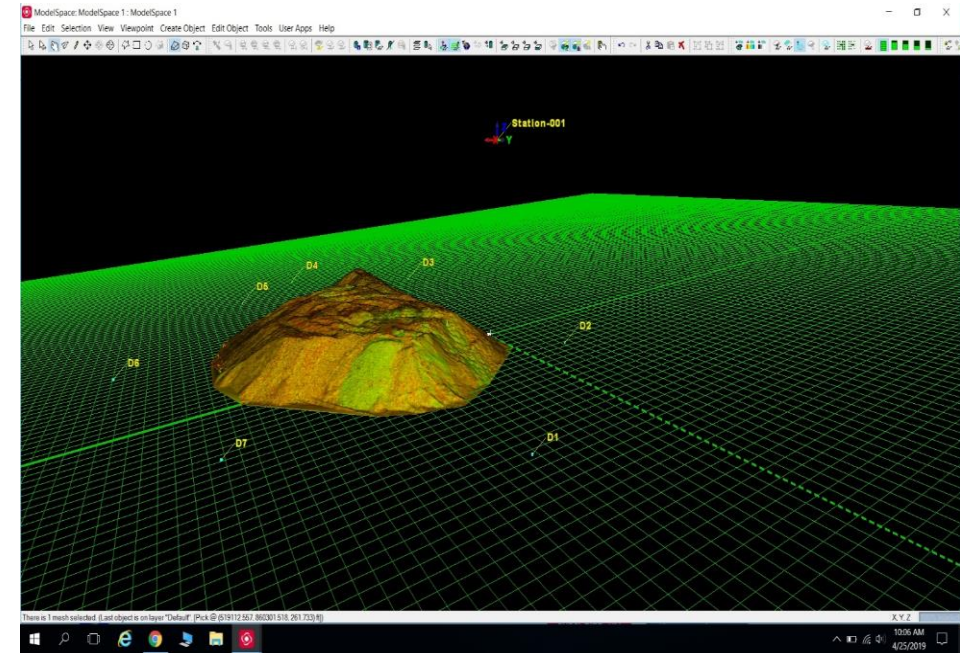 ModelSpace: ModelSpace 1 : ModelSpace 1
File Edit Selection View Viewpoint Create Object Edit Object Tools User Apps Help
Station-001
Y
D4
D3
D5
D2
D6
D7
D1
There is 1 mesh selected. (Last object is on layer "Default". [Pick @ (519112.557, 860301.518, 261.733) ft])
X,Y,Z
10:06 AM
4/25/2019